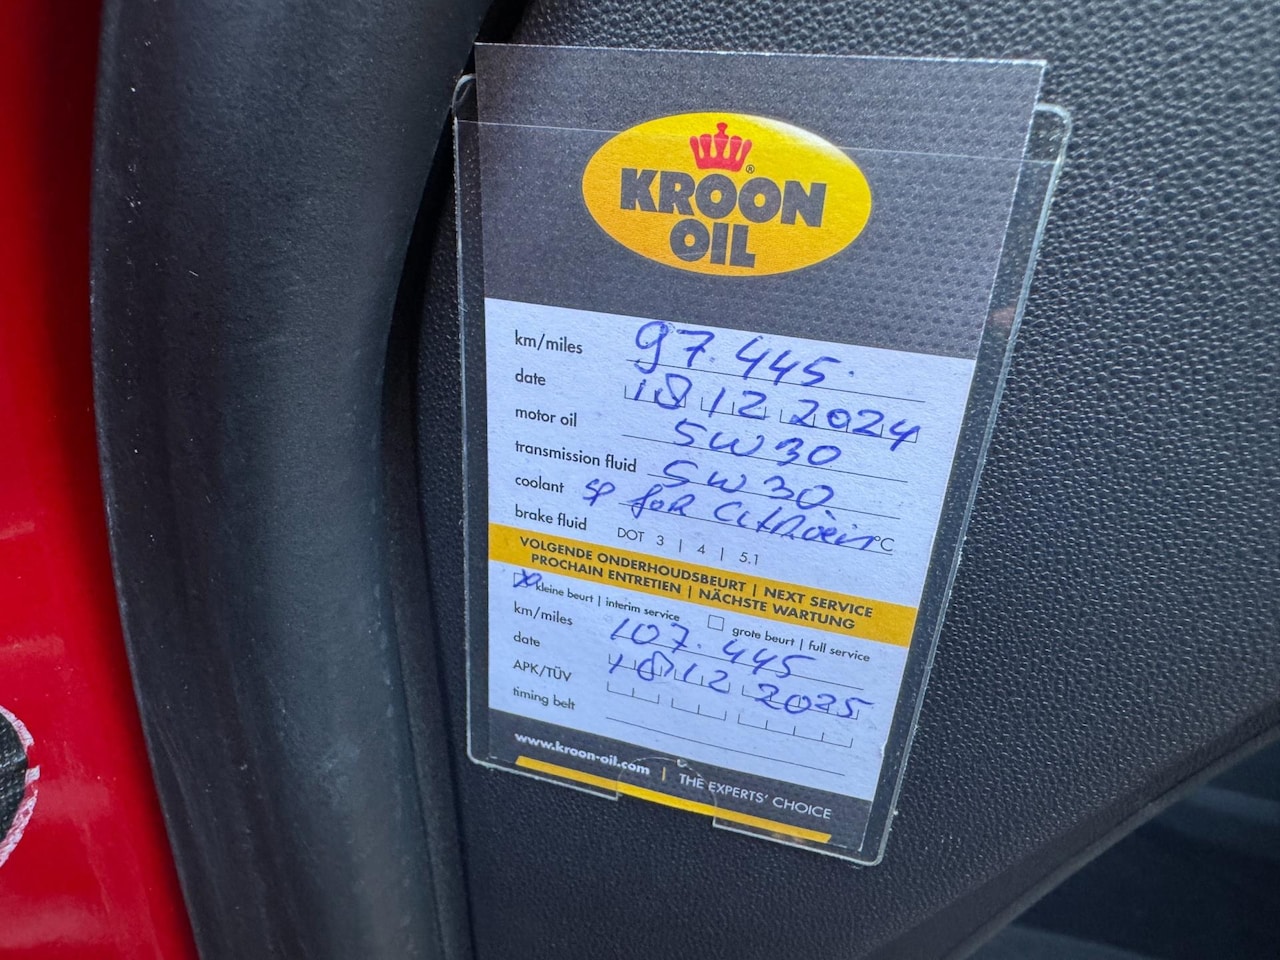 KROON
OIL
®
km/miles 97.445.
date 18 12 2024
motor oil 5W30
transmission fluid 5W30
coolant SP FOR CITROËN °C
brake fluid DOT 3 | 4 | 5.1
VOLGENDE ONDERHOUDSBEURT | NEXT SERVICE
PROCHAIN ENTRETIEN | NÄCHSTE WARTUNG
kleine beurt | interim service grote beurt | full service
km/miles 107.445
date 18 12 2025
APK/TÜV
timing belt
www.kroon-oil.com | THE EXPERTS' CHOICE